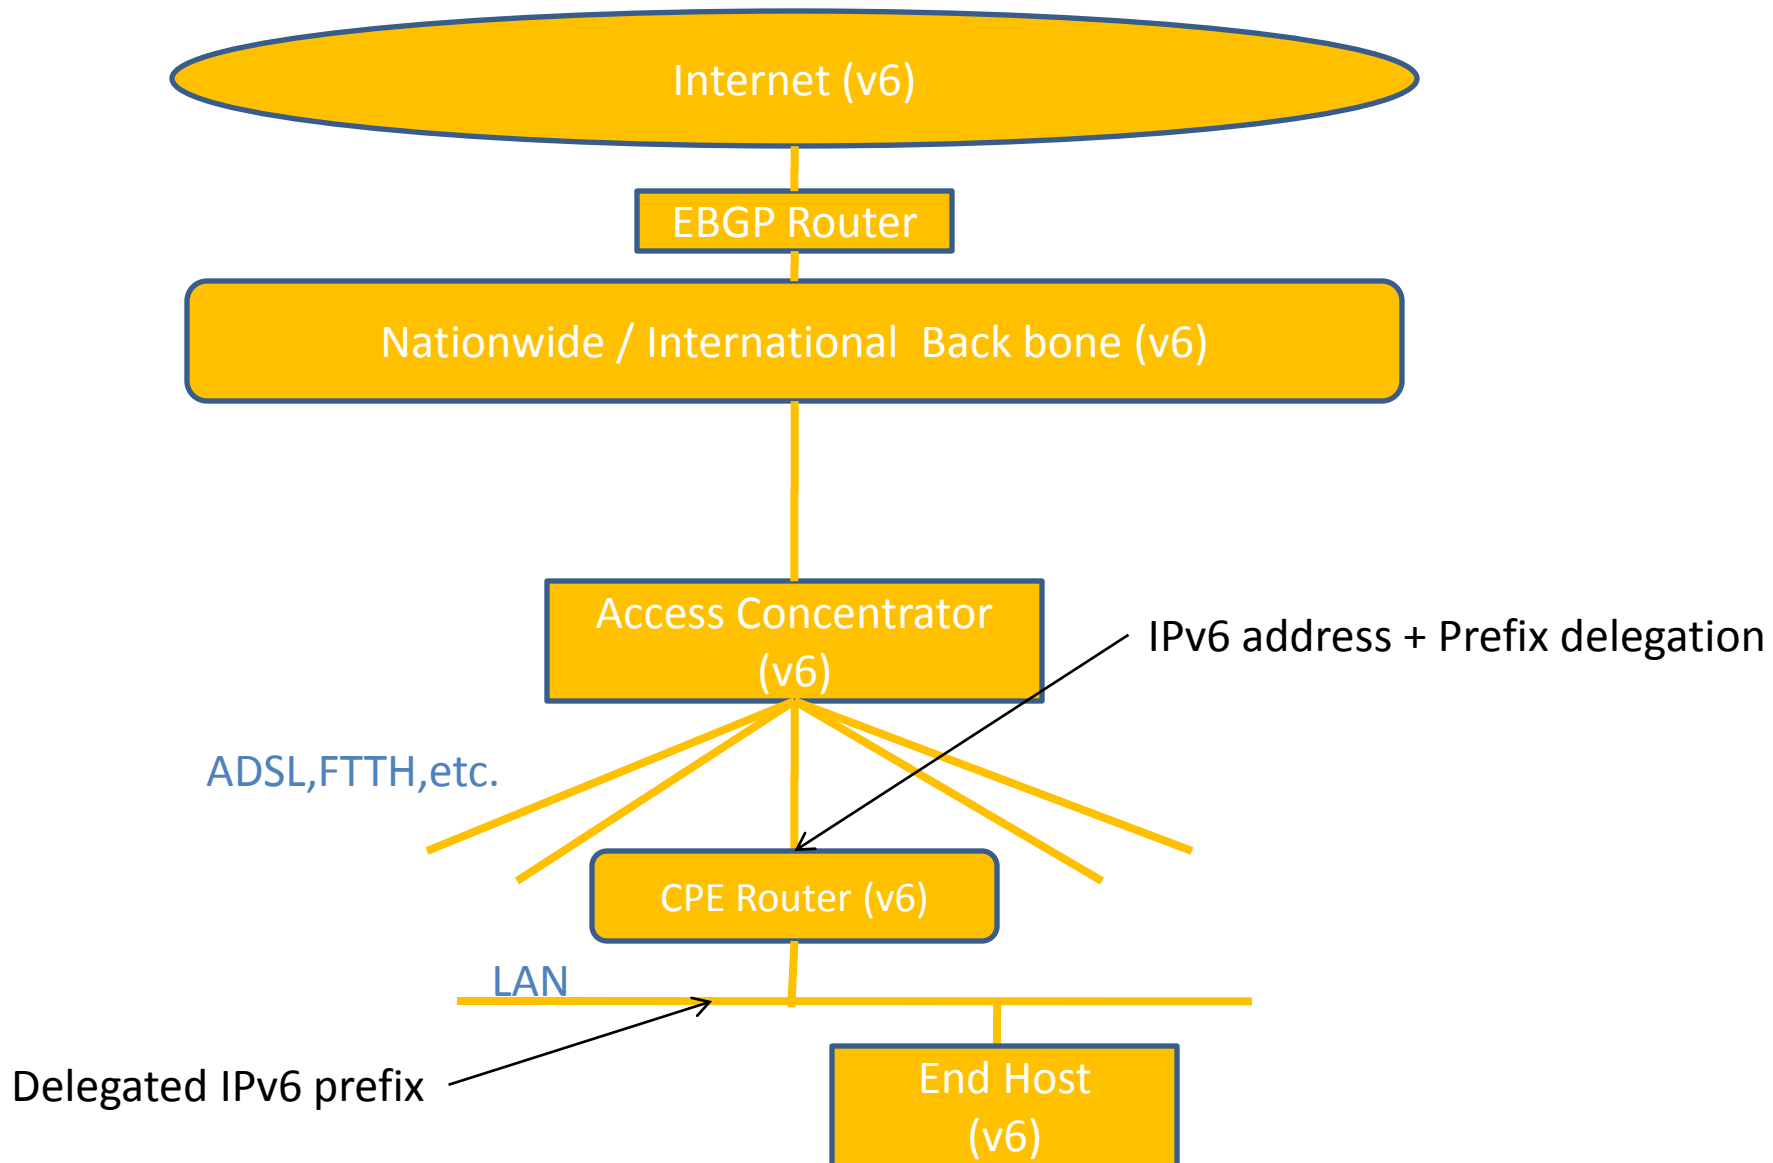 Internet (v6)
EBGP Router
Nationwide / International  Back bone (v6)
Access Concentrator
(v6)
IPv6 address + Prefix delegation
ADSL,FTTH,etc.
CPE Router (v6)
LAN
Delegated IPv6 prefix
End Host
(v6)